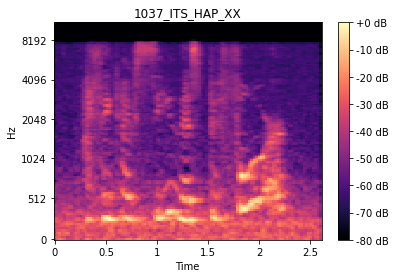 1037_ITS_HAP_XX
+0 dB
8192
-10 dB
4096
-20 dB
-30 dB
Hz
2048
-40 dB
1024
-50 dB
-60 dB
512
-70 dB
0
-80 dB
0
0.5
1
1.5
2
2.5
Time